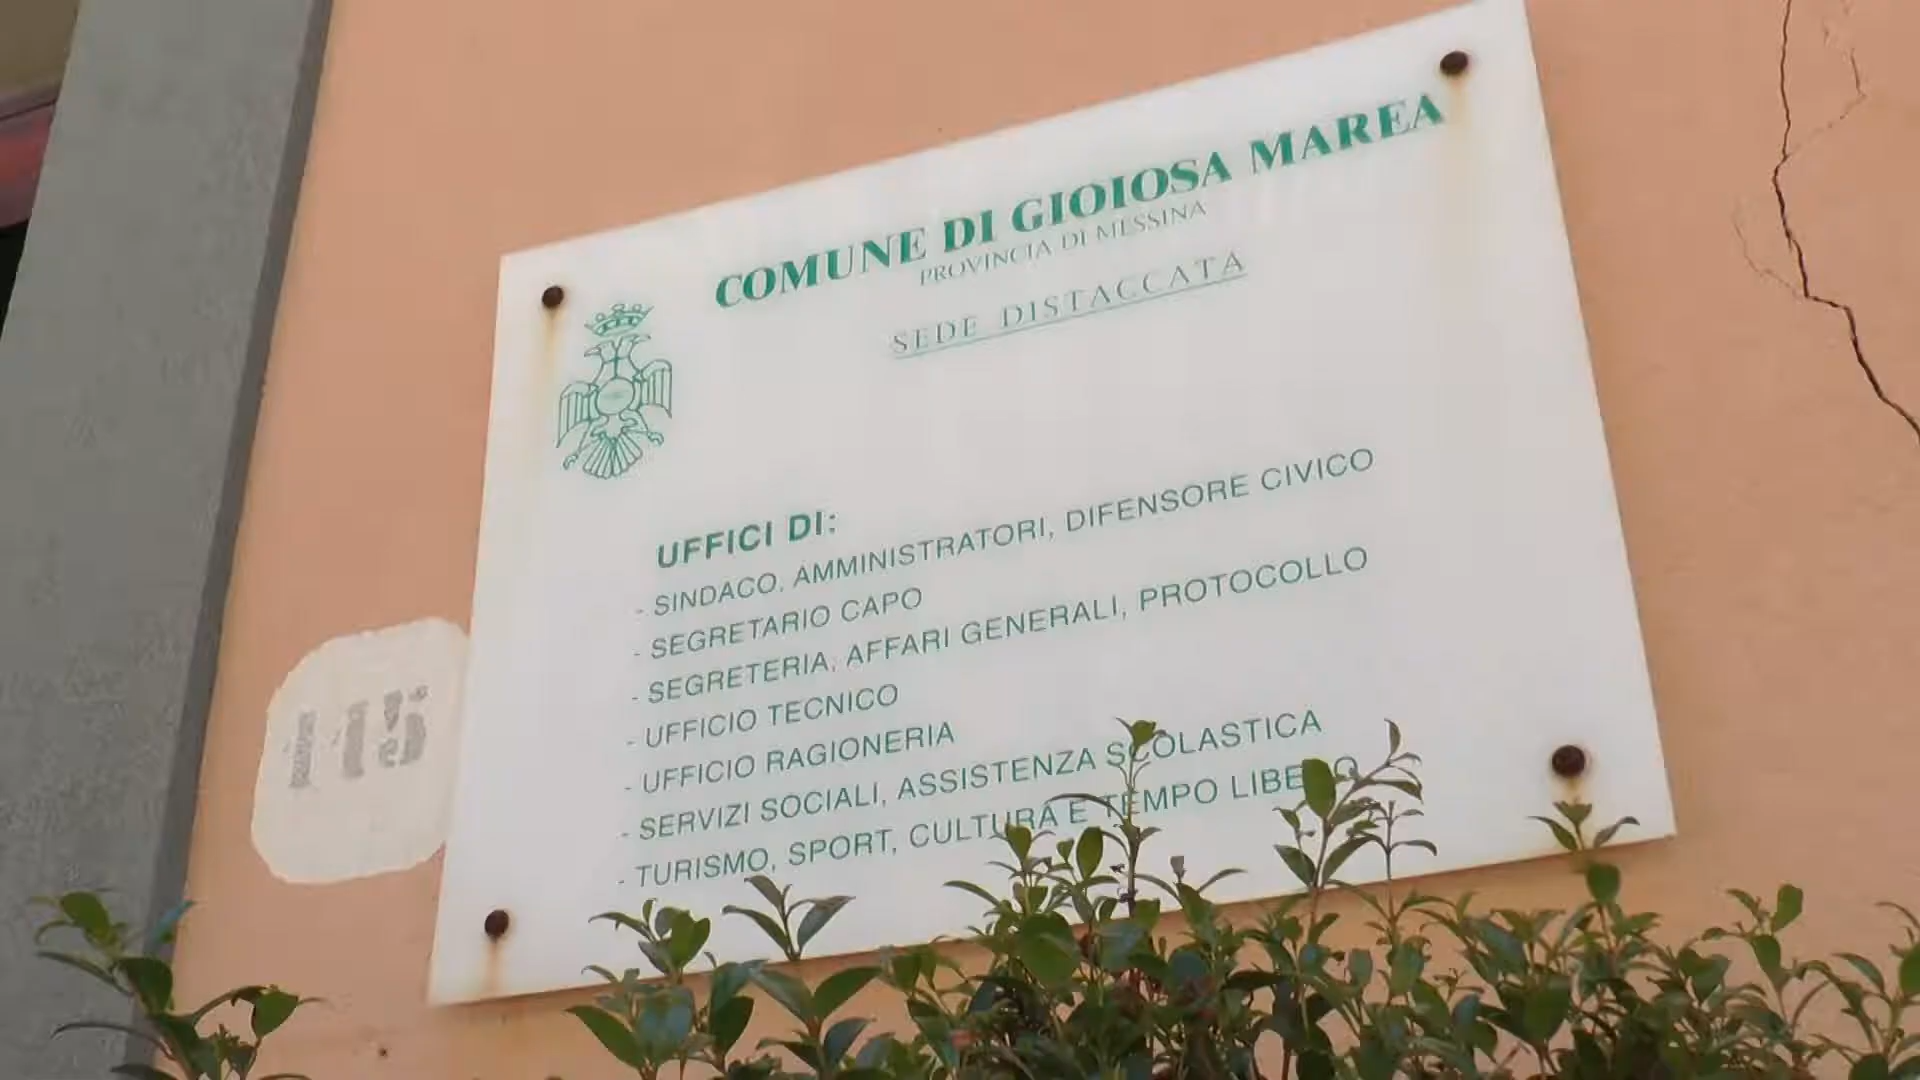 COMUNE DI GIOIOSA MAREA
PROVINCIA DI MESSINA
SEDE DISTACCATA
UFFICI DI:
- SINDACO, AMMINISTRATORI, DIFENSORE CIVICO
- SEGRETARIO CAPO
- SEGRETERIA, AFFARI GENERALI, PROTOCOLLO
- UFFICIO TECNICO
- UFFICIO RAGIONERIA
- SERVIZI SOCIALI, ASSISTENZA SCOLASTICA
- TURISMO, SPORT, CULTURA E TEMPO LIBERO